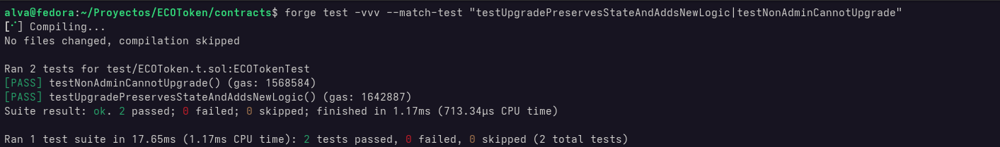 alva@fedora:~/Proyectos/ECOToken/contracts$ forge test -vvv --match-test "testUpgradePreservesStateAndAddsNewLogic|testNonAdminCannotUpgrade"
[⠊] Compiling...
No files changed, compilation skipped

Ran 2 tests for test/ECOToken.t.sol:ECOTokenTest
[PASS] testNonAdminCannotUpgrade() (gas: 1568584)
[PASS] testUpgradePreservesStateAndAddsNewLogic() (gas: 1642887)
Suite result: ok. 2 passed; 0 failed; 0 skipped; finished in 1.17ms (713.34µs CPU time)

Ran 1 test suite in 17.65ms (1.17ms CPU time): 2 tests passed, 0 failed, 0 skipped (2 total tests)